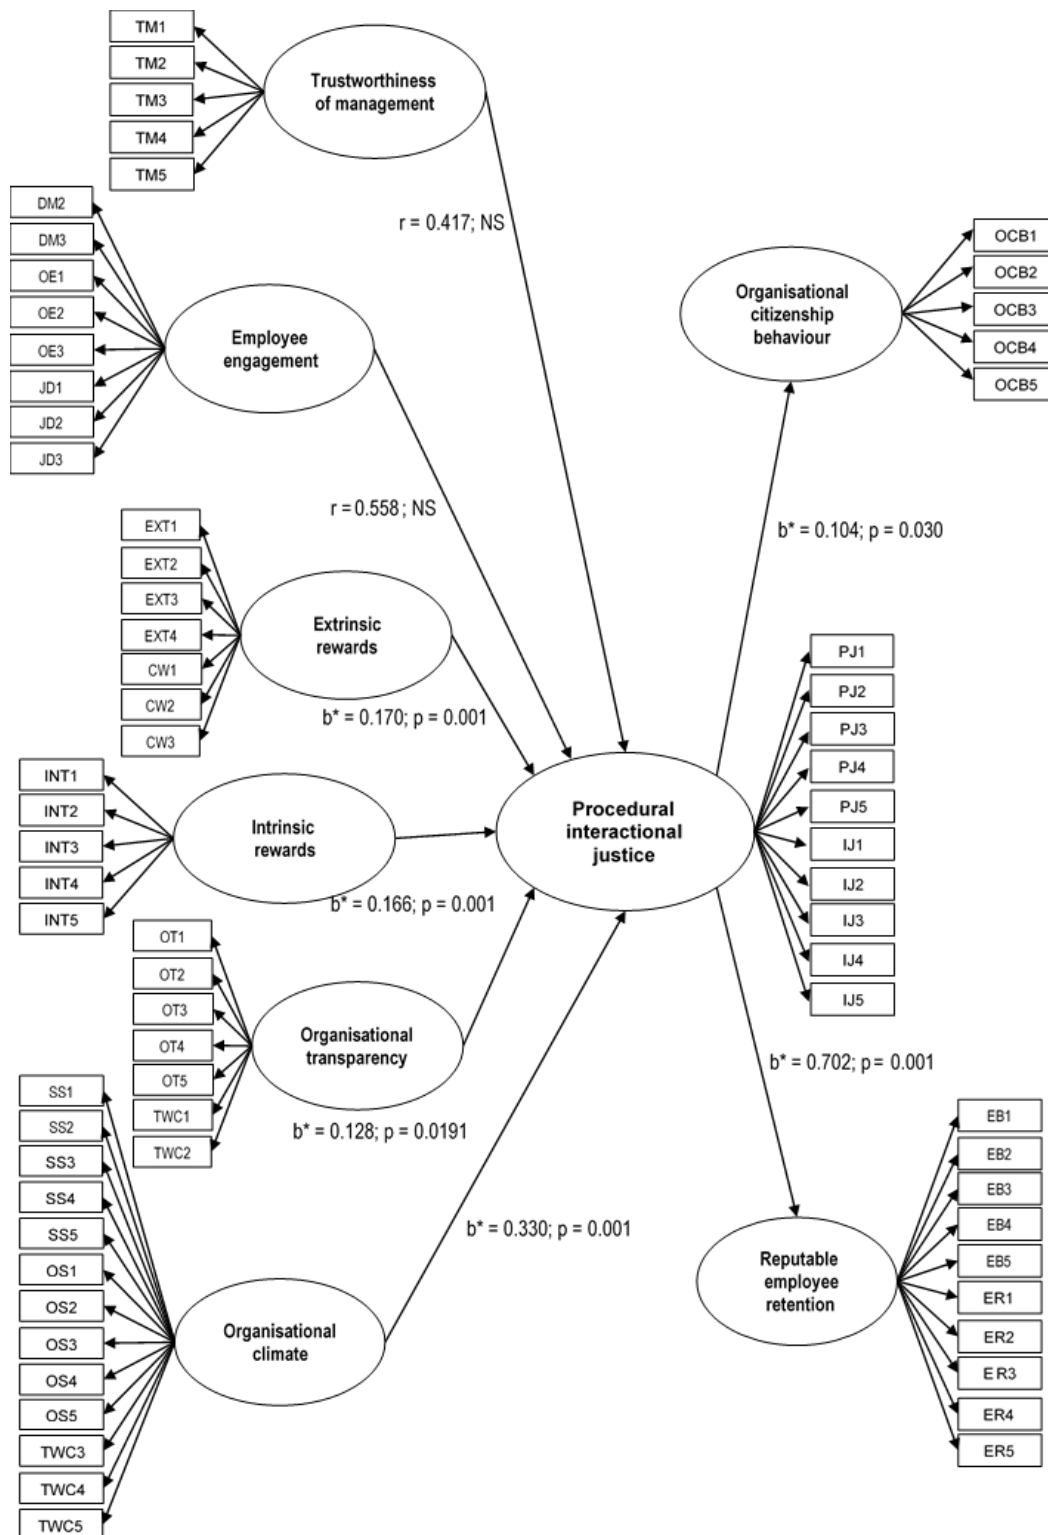 TM1
TM2
TM3
TM4
TM5
Trustworthiness
of management
r = 0.417; NS
DM2
DM3
OE1
OE2
OE3
JD1
JD2
JD3
Employee
engagement
r = 0.558; NS
OCB1
OCB2
OCB3
OCB4
OCB5
Organisational
citizenship
behaviour
b* = 0.104; p = 0.030
EXT1
EXT2
EXT3
EXT4
CW1
CW2
CW3
Extrinsic
rewards
b* = 0.170; p = 0.001
INT1
INT2
INT3
INT4
INT5
Intrinsic
rewards
b* = 0.166; p = 0.001
Procedural
interactional
justice
PJ1
PJ2
PJ3
PJ4
PJ5
IJ1
IJ2
IJ3
IJ4
IJ5
OT1
OT2
OT3
OT4
OT5
TWC1
TWC2
Organisational
transparency
b* = 0.128; p = 0.0191
b* = 0.702; p = 0.001
SS1
SS2
SS3
SS4
SS5
OS1
OS2
OS3
OS4
OS5
TWC3
TWC4
TWC5
Organisational
climate
b* = 0.330; p = 0.001
Reputable
employee
retention
EB1
EB2
EB3
EB4
EB5
ER1
ER2
ER3
ER4
ER5